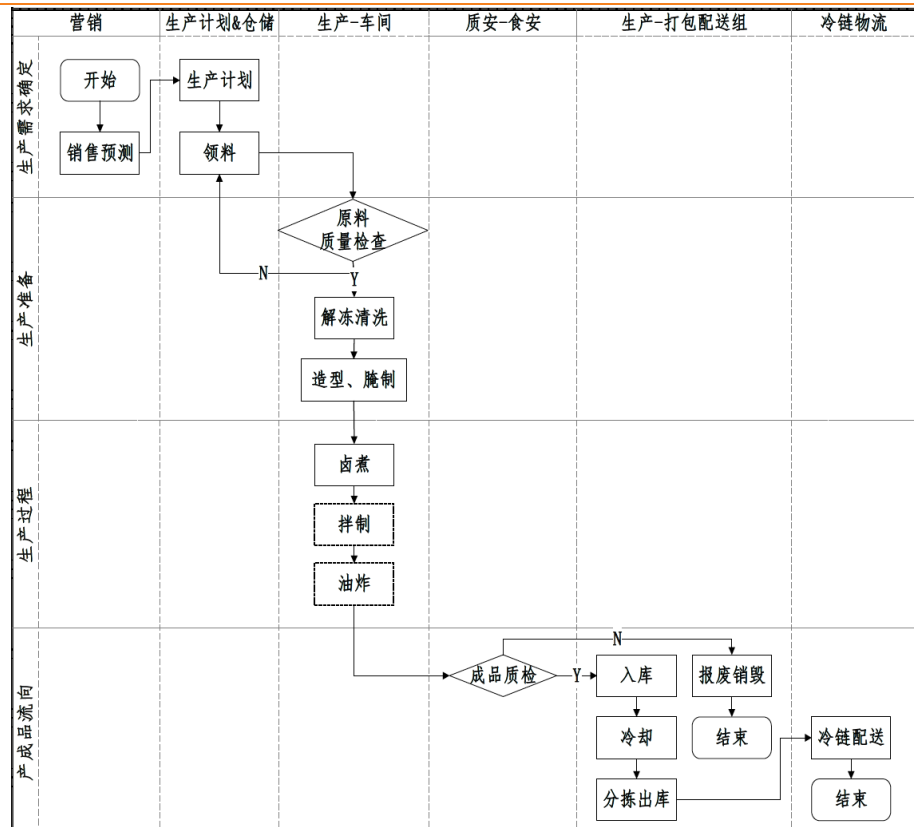 营销
生产计划&仓储
生产-车间
质安-食安
生产-打包配送组
冷链物流
生产需求确定
开始
生产计划
销售预测
领料
生产准备
原料
质量检查
N
Y
解冻清洗
造型、腌制
生产过程
卤煮
拌制
油炸
产成品流向
N
成品质检
Y
入库
报废销毁
冷却
结束
冷链配送
分拣出库
结束